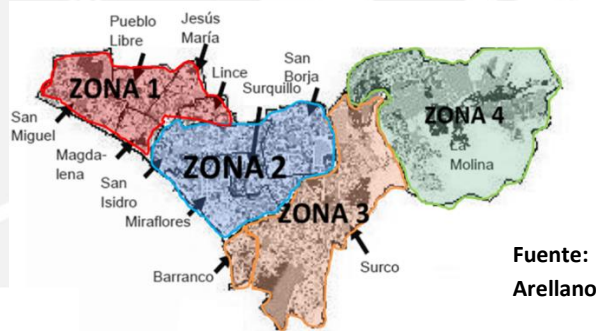 Pueblo
Libre
Jesús
María
Lince
Surquillo
San
Borja
ZONA 1
ZONA 4
La
Molina
San
Miguel
Magda-
lena
ZONA 2
San
Isidro
Miraflores
ZONA 3
Barranco
Surco
Fuente:
Arellano